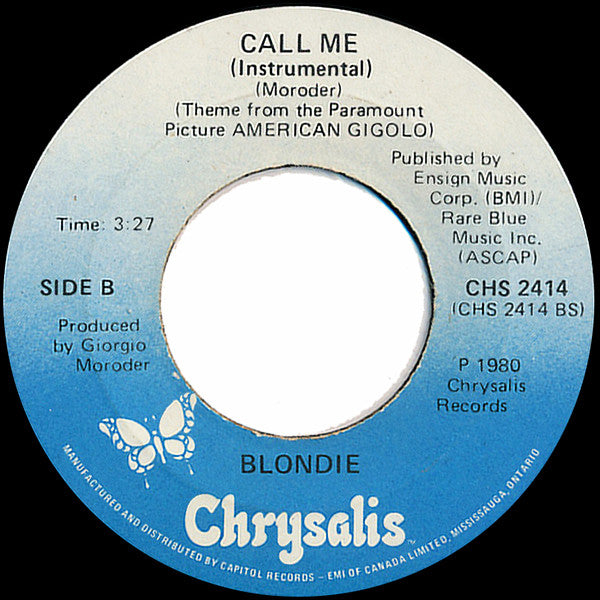 CALL ME
(Instrumental)
(Moroder)
(Theme from the Paramount
Picture AMERICAN GIGOLO)
Published by
Ensign Music
Corp. (BMI)/
Rare Blue
Music Inc.
(ASCAP)
Time: 3:27
SIDE B
CHS 2414
(CHS 2414 BS)
Produced
by Giorgio
Moroder
P 1980
Chrysalis
Records
BLONDIE
Chrysalis™
MANUFACTURED AND DISTRIBUTED BY CAPITOL RECORDS – EMI OF CANADA LIMITED, MISSISSAUGA, ONTARIO